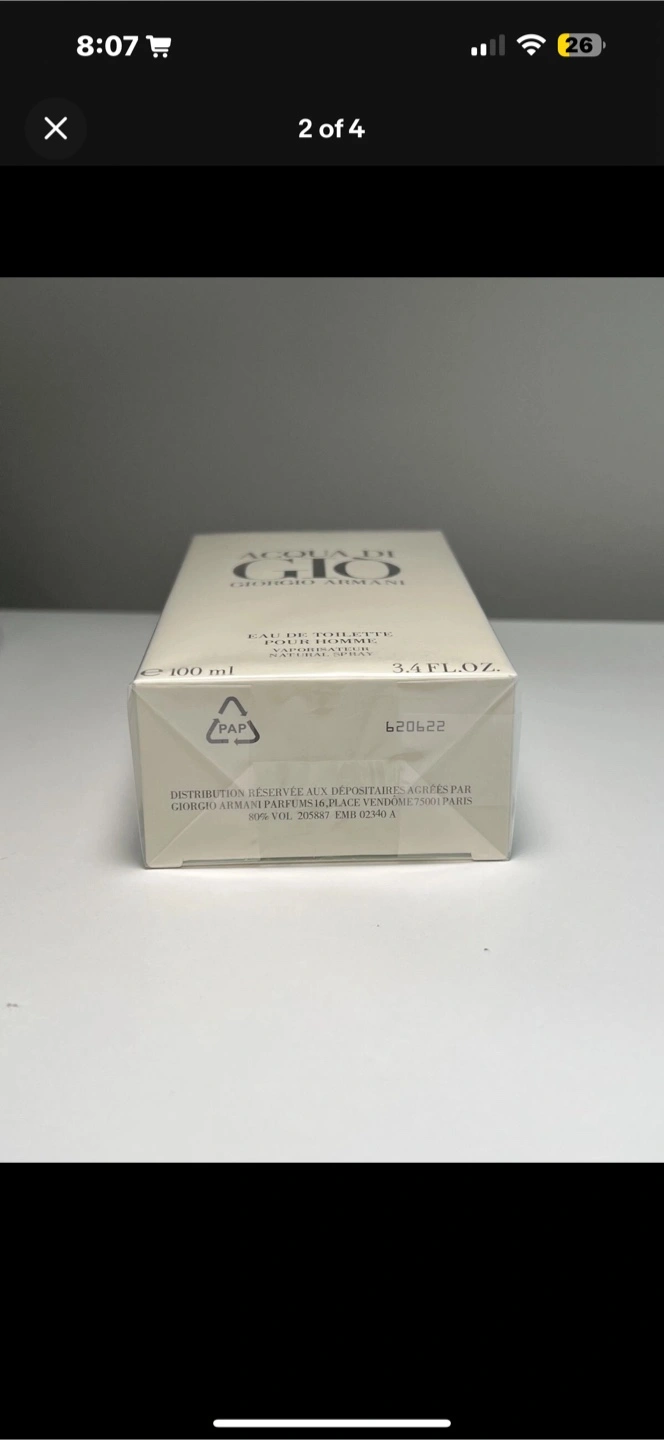 8:07
26
2 of 4
ACQUA DI
GIÒ
GIORGIO ARMANI
EAU DE TOILETTE
POUR HOMME
VAPORISATEUR
NATURAL SPRAY
℮ 100 ml 3.4 FL.OZ.
PAP 620622
DISTRIBUTION RÉSERVÉE AUX DÉPOSITAIRES AGRÉÉS PAR
GIORGIO ARMANI PARFUMS 16,PLACE VENDÔME 75001 PARIS
80% VOL 205887 EMB 02340 A